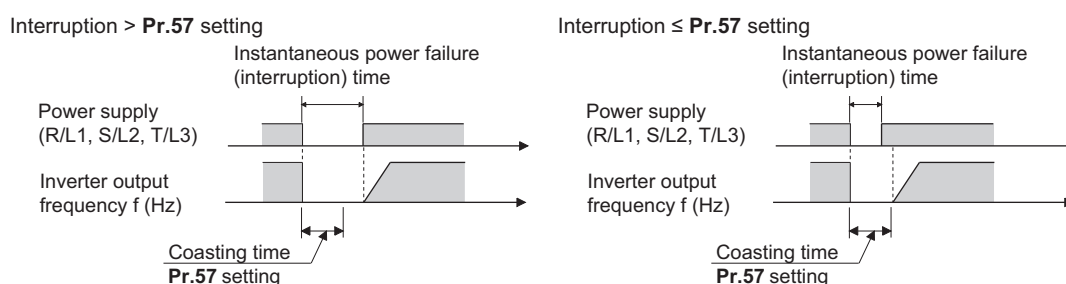 Interruption > Pr.57 setting
Instantaneous power failure
(interruption) time
Power supply
(R/L1, S/L2, T/L3)
Inverter output
frequency f (Hz)
Coasting time
Pr.57 setting
Interruption ≤ Pr.57 setting
Instantaneous power failure
(interruption) time
Power supply
(R/L1, S/L2, T/L3)
Inverter output
frequency f (Hz)
Coasting time
Pr.57 setting